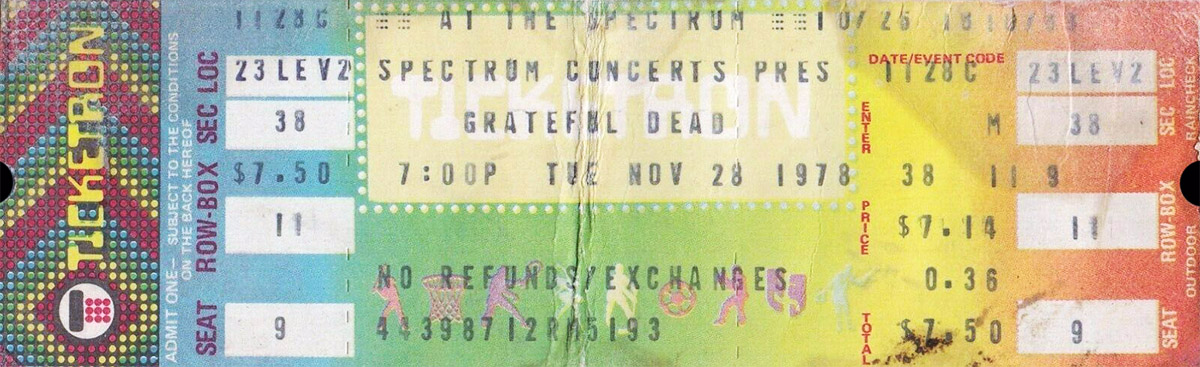 TICKETRON
ADMIT ONE— SUBJECT TO THE CONDITIONS
ON THE BACK HEREOF
SEAT ROW-BOX SEC LOC
1128C
23LEV2
38
$7.50
11
9
AT THE SPECTRUM
SPECTRUM CONCERTS PRES
TICKETRON
GRATEFUL DEAD
7:00P TUE NOV 28 1978
NO REFUNDS/EXCHANGES
DATE/EVENT CODE
1128C
ENTER
M
38 11 9
PRICE
$7.14
0.36
TOTAL
$7.50
23LEV2
38
11
9
SEAT ROW-BOX SEC LOC
OUTDOOR RAINCHECK